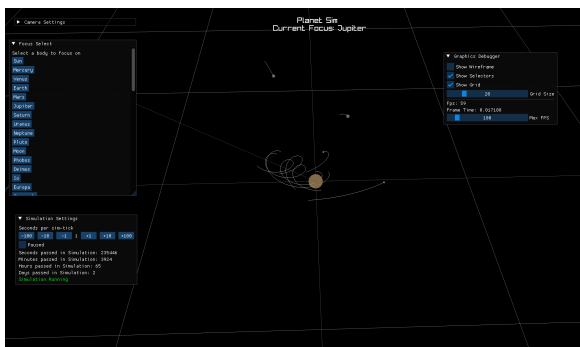 Planet Sim
Current Focus: Jupiter
▶ Camera Settings
▼ Focus Select
Select a body to focus on
Sun
Mercury
Venus
Earth
Mars
Jupiter
Saturn
Uranus
Neptune
Pluto
Moon
Phobos
Deimos
Io
Europa
▼ Simulation Settings
Seconds per sim-tick
-100 -10 -1 1 +1 +10 +100
Paused
Seconds passed in Simulation: 235446
Minutes passed in Simulation: 3924
Hours passed in Simulation: 65
Days passed in Simulation: 2
Simulation Running
▼ Graphics Debugger
Show Wireframe
Show Selectors
Show Grid
20 Grid Size
Fps: 59
Frame Time: 0.017100
100 Max FPS